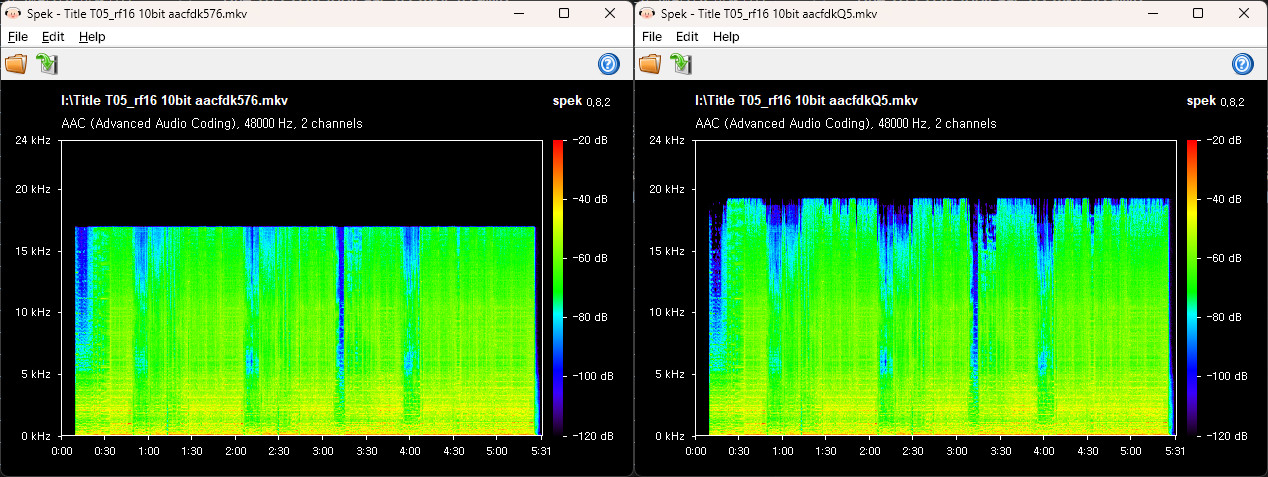 Spek - Title T05_rf16 10bit aacfdk576.mkv
File Edit Help
I:\Title T05_rf16 10bit aacfdk576.mkv
spek 0.8.2
AAC (Advanced Audio Coding), 48000 Hz, 2 channels
24 kHz
20 kHz
15 kHz
10 kHz
5 kHz
0 kHz
0:00 0:30 1:00 1:30 2:00 2:30 3:00 3:30 4:00 4:30 5:00 5:31
-20 dB
-40 dB
-60 dB
-80 dB
-100 dB
-120 dB
Spek - Title T05_rf16 10bit aacfdkQ5.mkv
File Edit Help
I:\Title T05_rf16 10bit aacfdkQ5.mkv
spek 0.8.2
AAC (Advanced Audio Coding), 48000 Hz, 2 channels
24 kHz
20 kHz
15 kHz
10 kHz
5 kHz
0 kHz
0:00 0:30 1:00 1:30 2:00 2:30 3:00 3:30 4:00 4:30 5:00 5:31
-20 dB
-40 dB
-60 dB
-80 dB
-100 dB
-120 dB